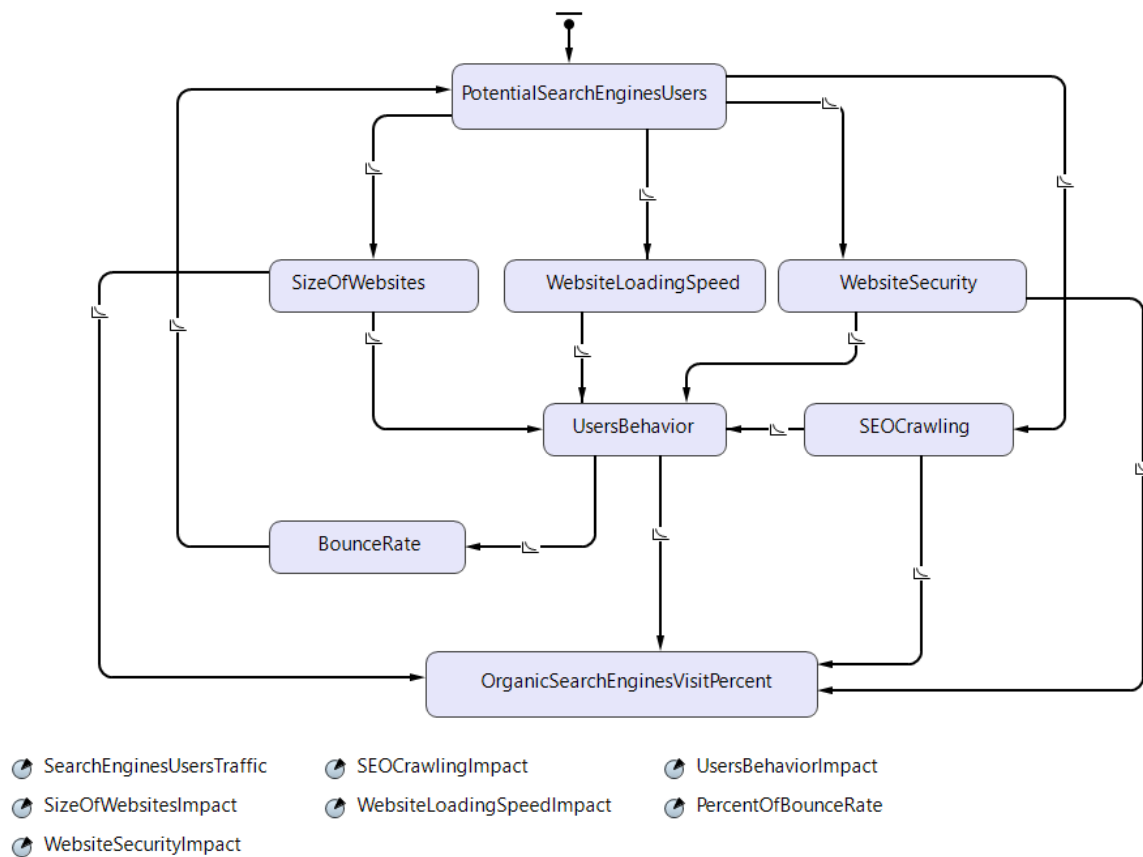 PotentialSearchEnginesUsers
SizeOfWebsites
WebsiteLoadingSpeed
WebsiteSecurity
UsersBehavior
SEOCrawling
BounceRate
OrganicSearchEnginesVisitPercent
SearchEnginesUsersTraffic
SEOCrawlingImpact
UsersBehaviorImpact
SizeOfWebsitesImpact
WebsiteLoadingSpeedImpact
PercentOfBounceRate
WebsiteSecurityImpact